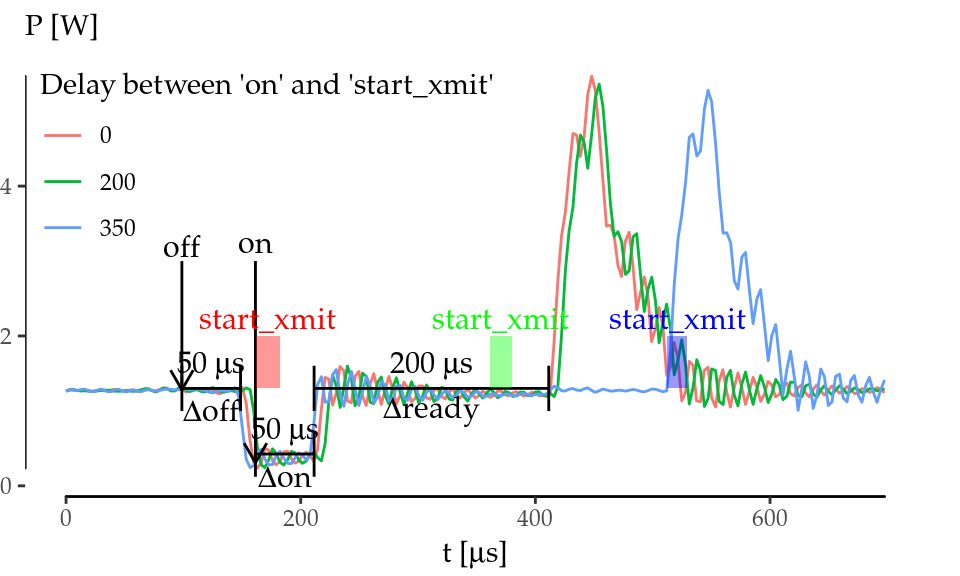 P [W]
Delay between 'on' and 'start_xmit'
0
200
350
4
2
0
off
on
start_xmit
start_xmit
start_xmit
50 µs
200 µs
Δoff
Δready
50 µs
Δon
0
200
400
600
t [µs]